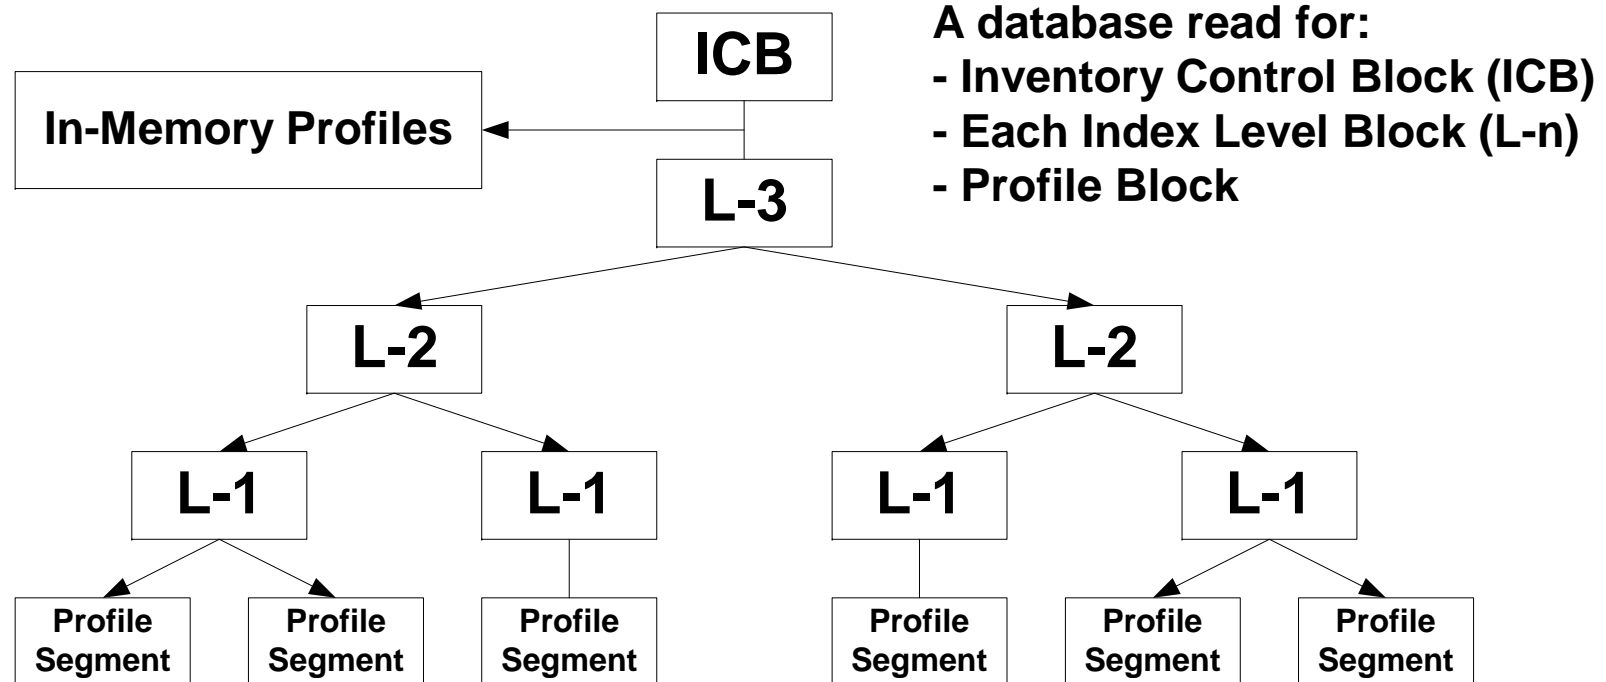 ICB
A database read for:
- Inventory Control Block (ICB)
- Each Index Level Block (L-n)
- Profile Block
In-Memory Profiles
L-3
L-2
L-2
L-1
L-1
L-1
L-1
Profile
Segment
Profile
Segment
Profile
Segment
Profile
Segment
Profile
Segment
Profile
Segment